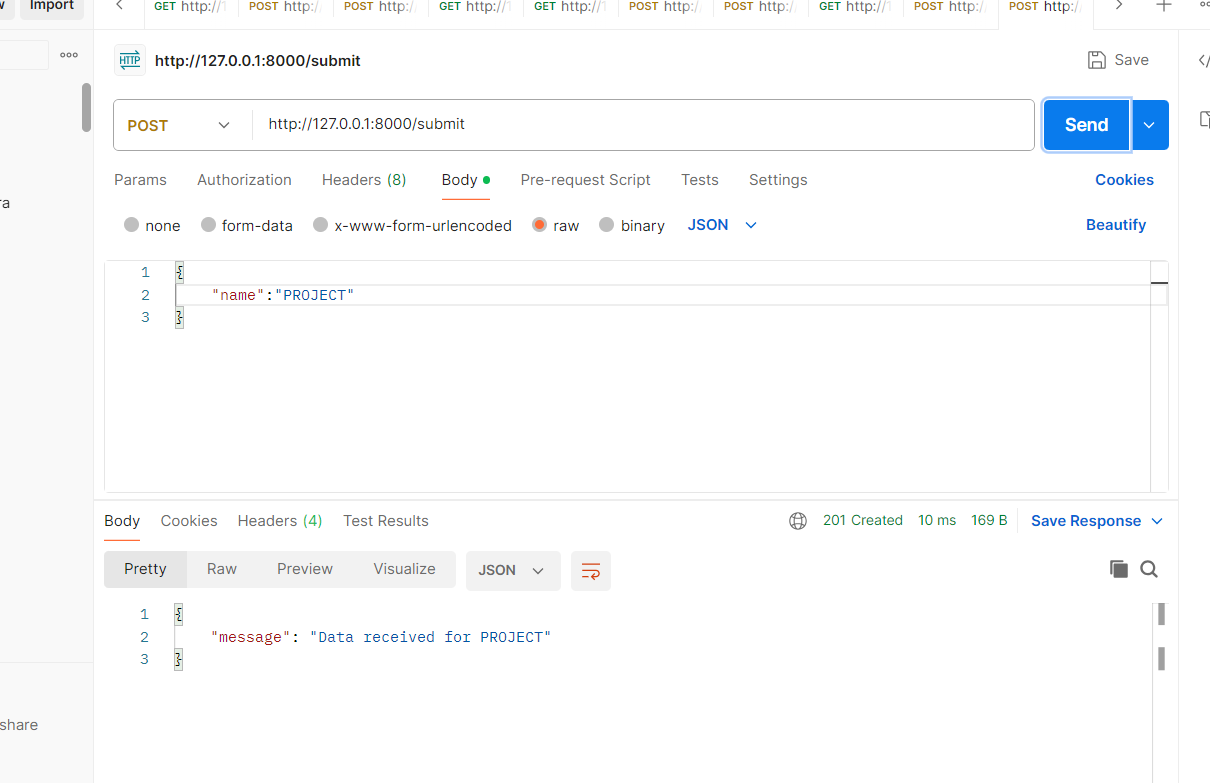 Import
GET http://1 POST http:/ POST http:/ GET http://1 GET http://1 POST http:/ POST http:/ GET http://1 POST http:/ POST http:/
HTTP http://127.0.0.1:8000/submit Save
POST http://127.0.0.1:8000/submit Send
Params Authorization Headers (8) Body Pre-request Script Tests Settings Cookies
none form-data x-www-form-urlencoded raw binary JSON Beautify
1 {
2 "name":"PROJECT"
3 }
Body Cookies Headers (4) Test Results 201 Created 10 ms 169 B Save Response
Pretty Raw Preview Visualize JSON
1 {
2 "message": "Data received for PROJECT"
3 }
share